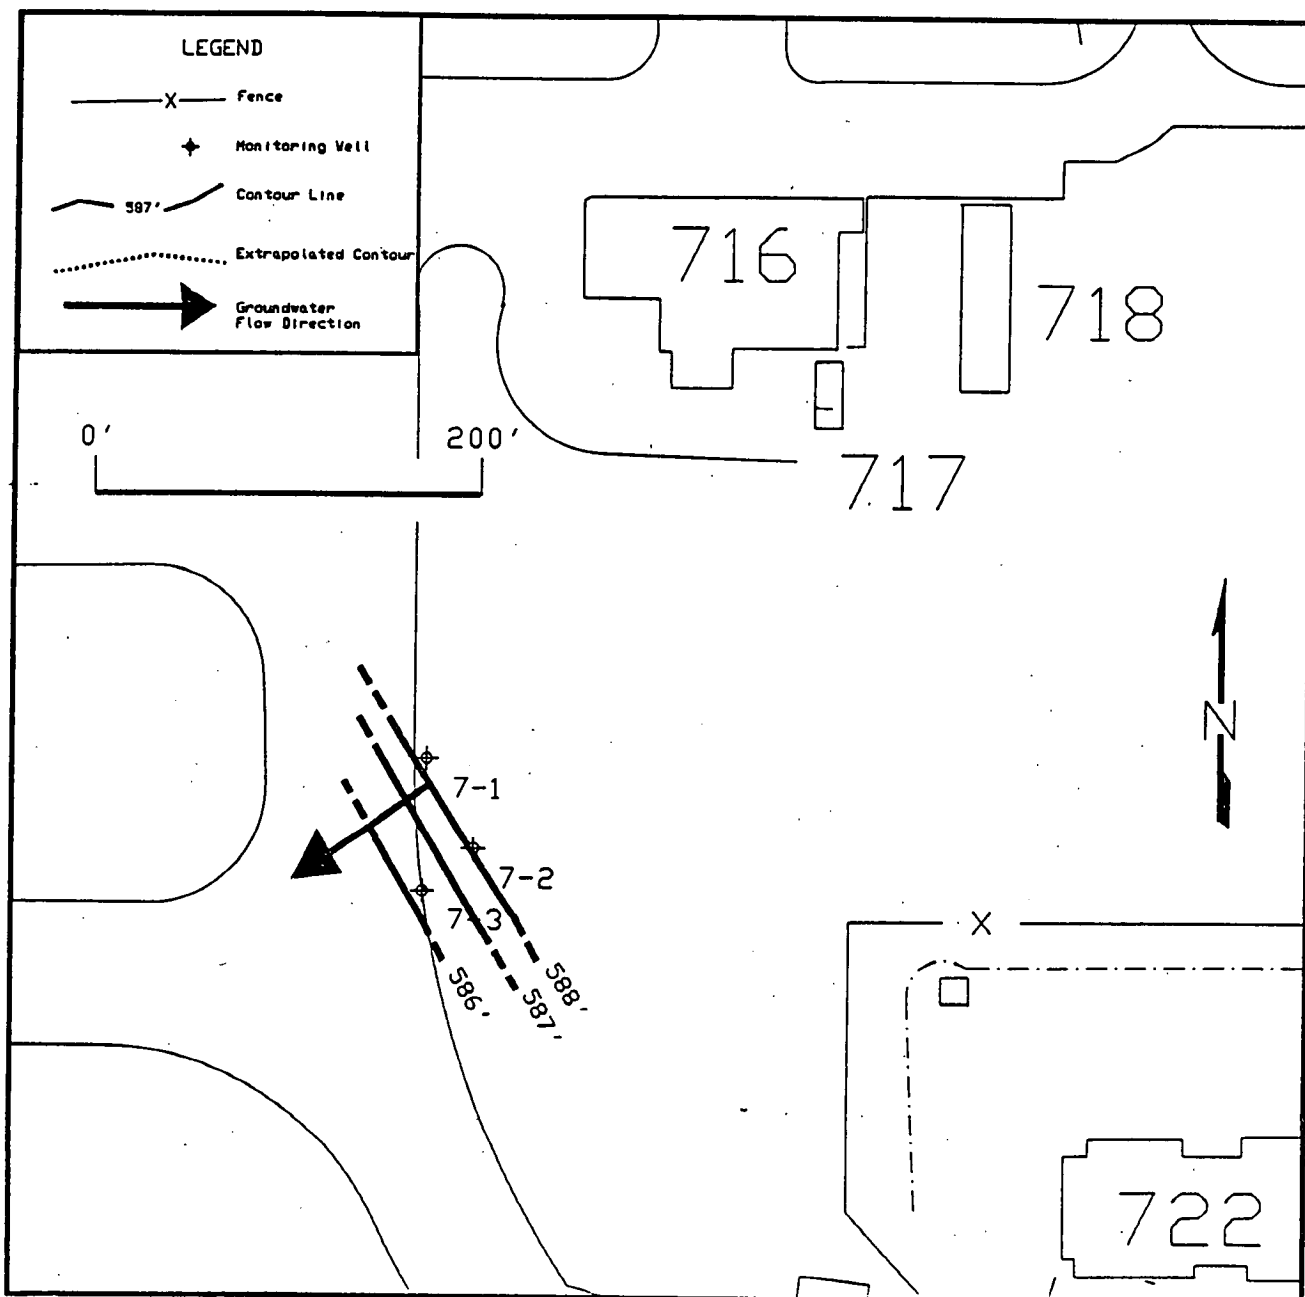 LEGEND
X Fence
Monitoring Well
587' Contour Line
Extrapolated Contour
Groundwater
Flow Direction
716
718
0' 200'
717
N
7-1
7-2
7-3
X
588'
586'
587'
722